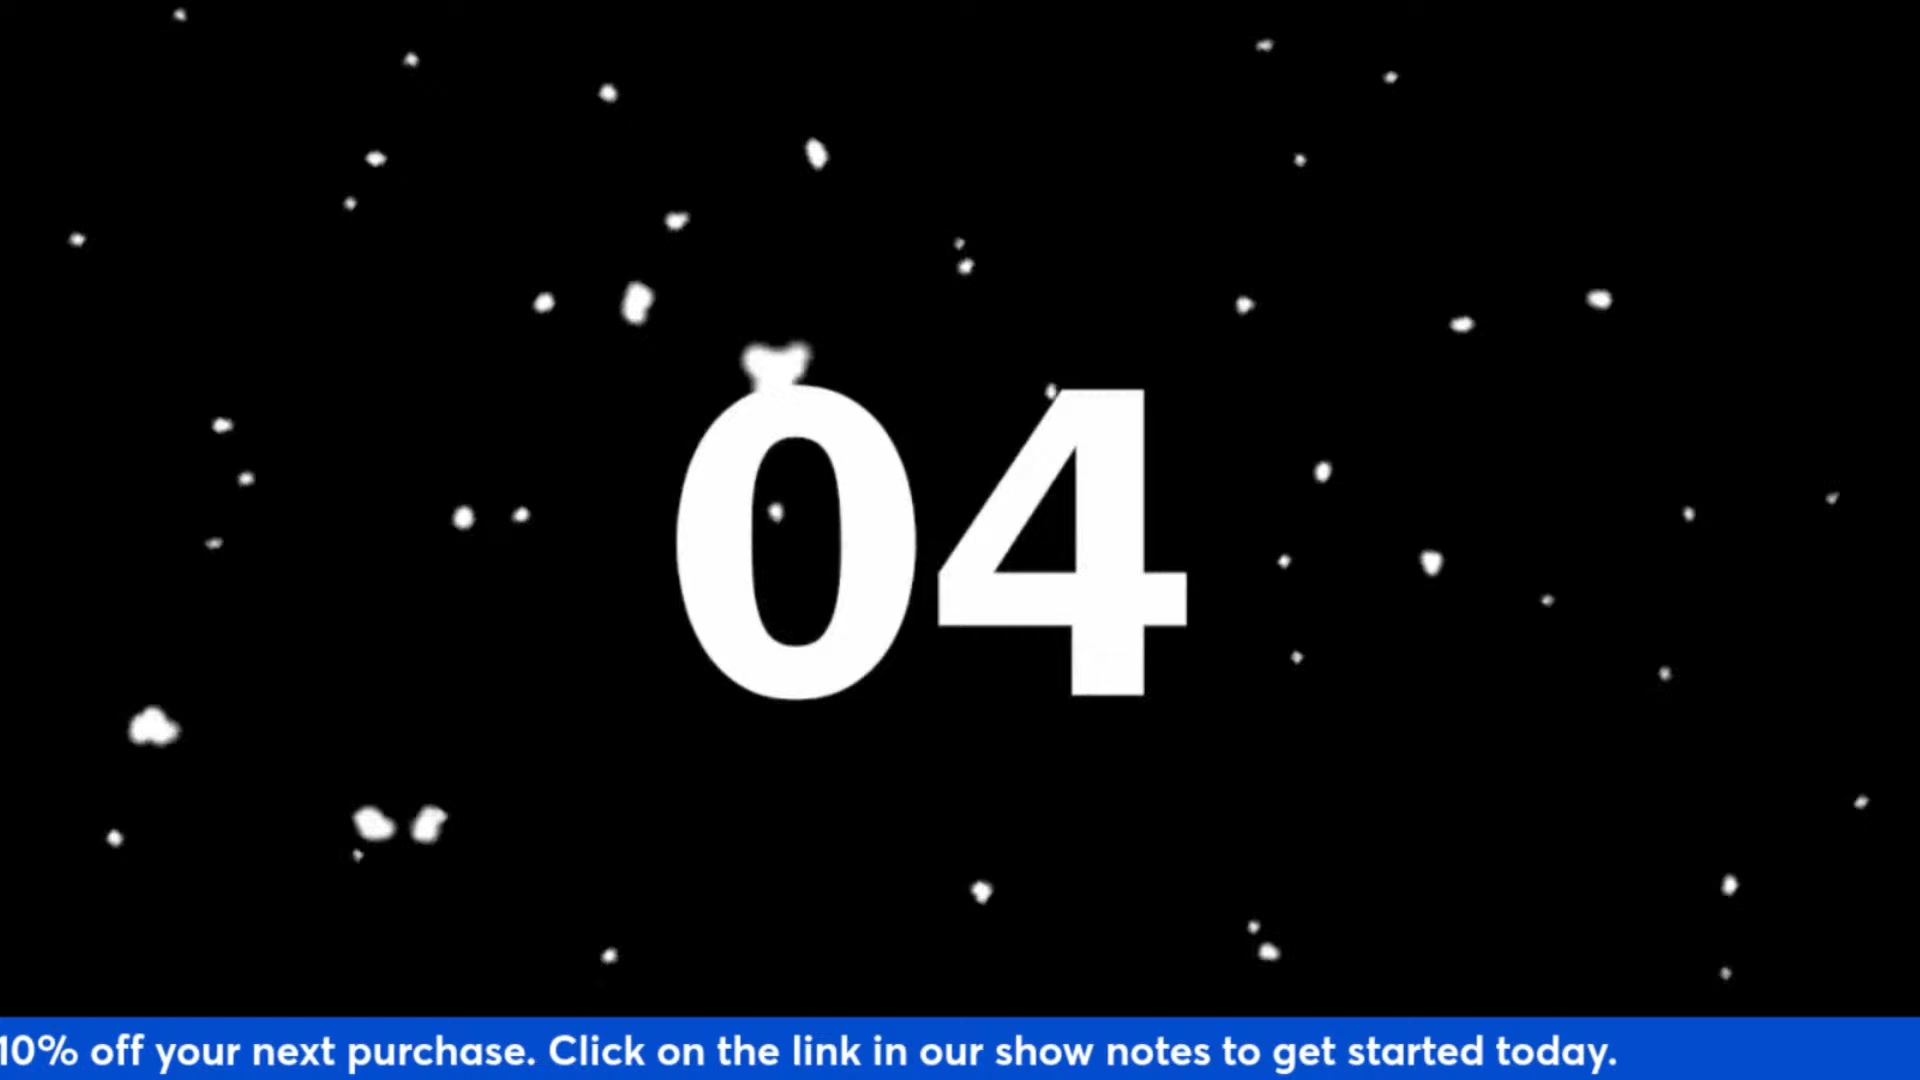 04
10% off your next purchase. Click on the link in our show notes to get started today.